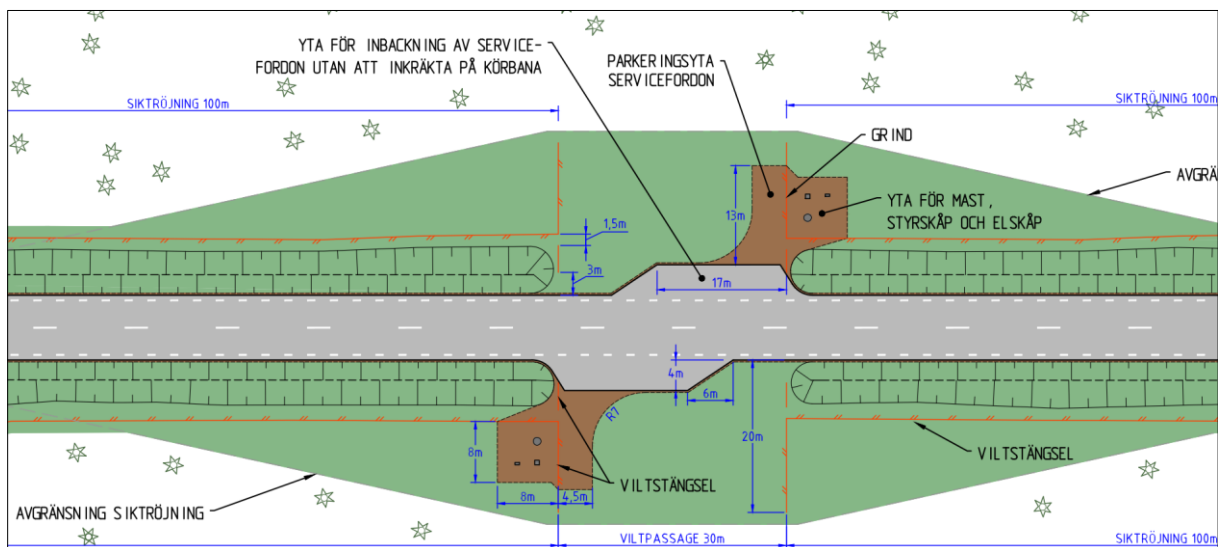 YTA FÖR INBACKNING AV SERVICE-
FORDON UTAN ATT INKRÄKTA PÅ KÖRBANA
PARKERINGSYTA
SERVICEFORDON
SIKTRÖJNING 100m
SIKTRÖJNING 100m
GRIND
AVGRÄ
YTA FÖR MAST,
STYRSKÅP OCH ELSKÅP
1,5m
13m
3m
17m
4m
6m
R7
20m
8m
VILTSTÄNGSEL
VILTSTÄNGSEL
8m
4,5m
AVGRÄNSNING SIKTRÖJNING
VILTPASSAGE 30m
SIKTRÖJNING 100m